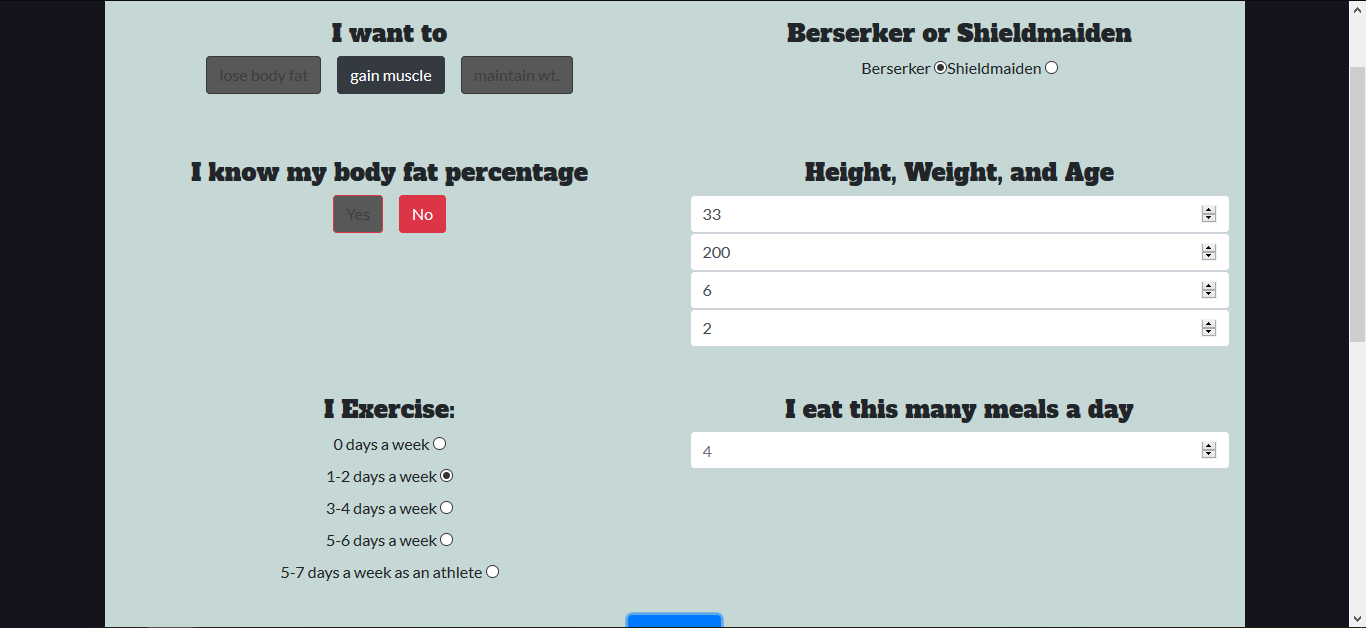 I want to
lose body fat gain muscle maintain wt.
Berserker or Shieldmaiden
Berserker Shieldmaiden
I know my body fat percentage
Yes No
Height, Weight, and Age
33
200
6
2
I Exercise:
0 days a week
1-2 days a week
3-4 days a week
5-6 days a week
5-7 days a week as an athlete
I eat this many meals a day
4